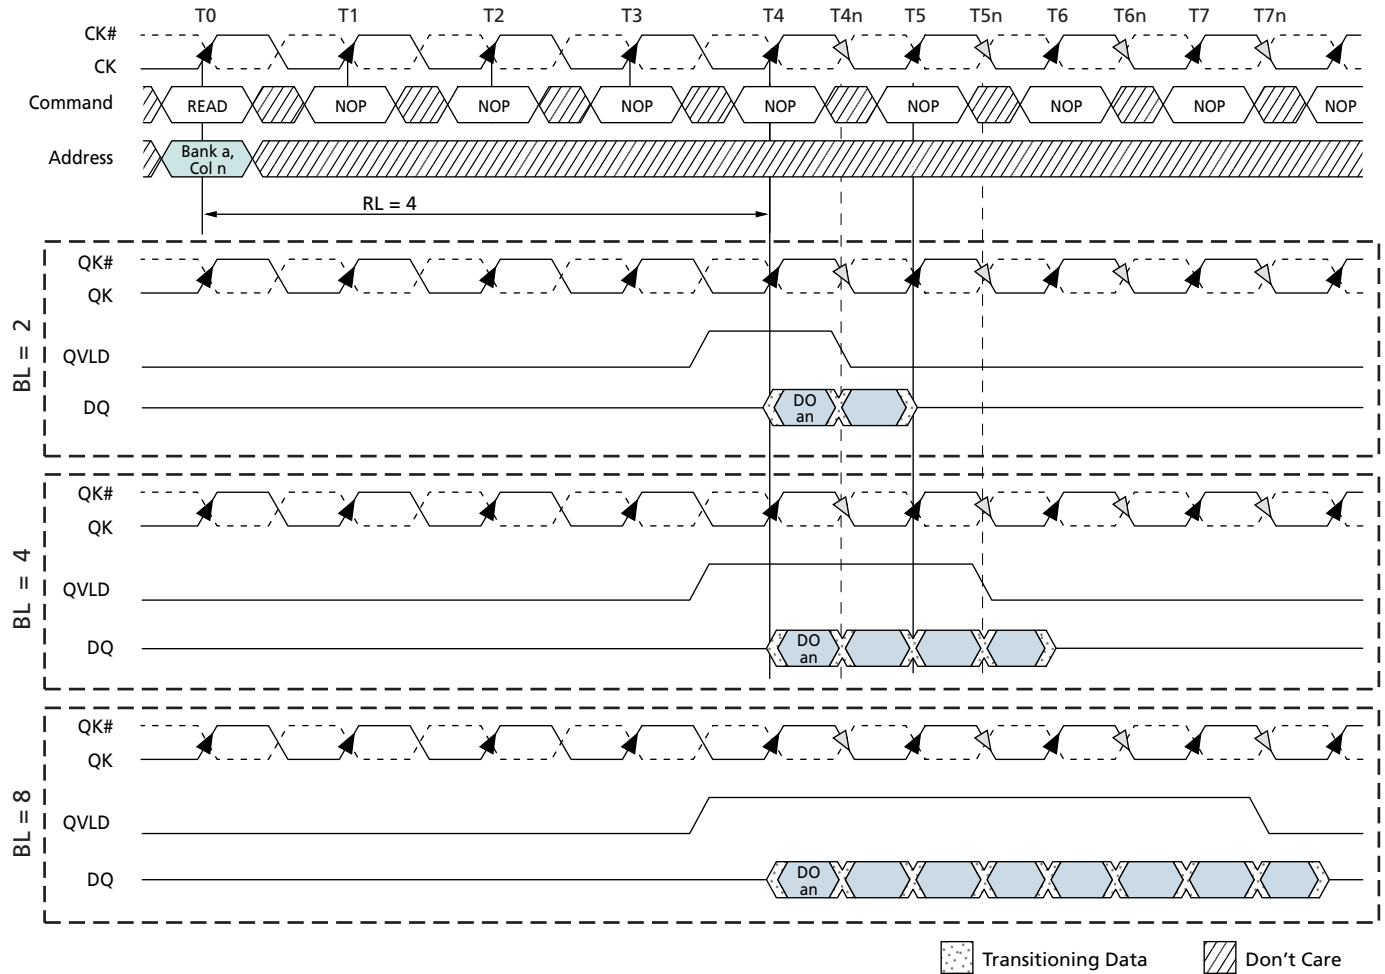 T0 T1 T2 T3 T4 T4n T5 T5n T6 T6n T7 T7n
CK#
CK
Command READ NOP NOP NOP NOP NOP NOP NOP NOP
Address Bank a,
Col n
RL = 4
BL = 2
QK#
QK
QVLD
DQ DO
an
BL = 4
QK#
QK
QVLD
DQ DO
an
BL = 8
QK#
QK
QVLD
DQ DO
an
Transitioning Data Don't Care